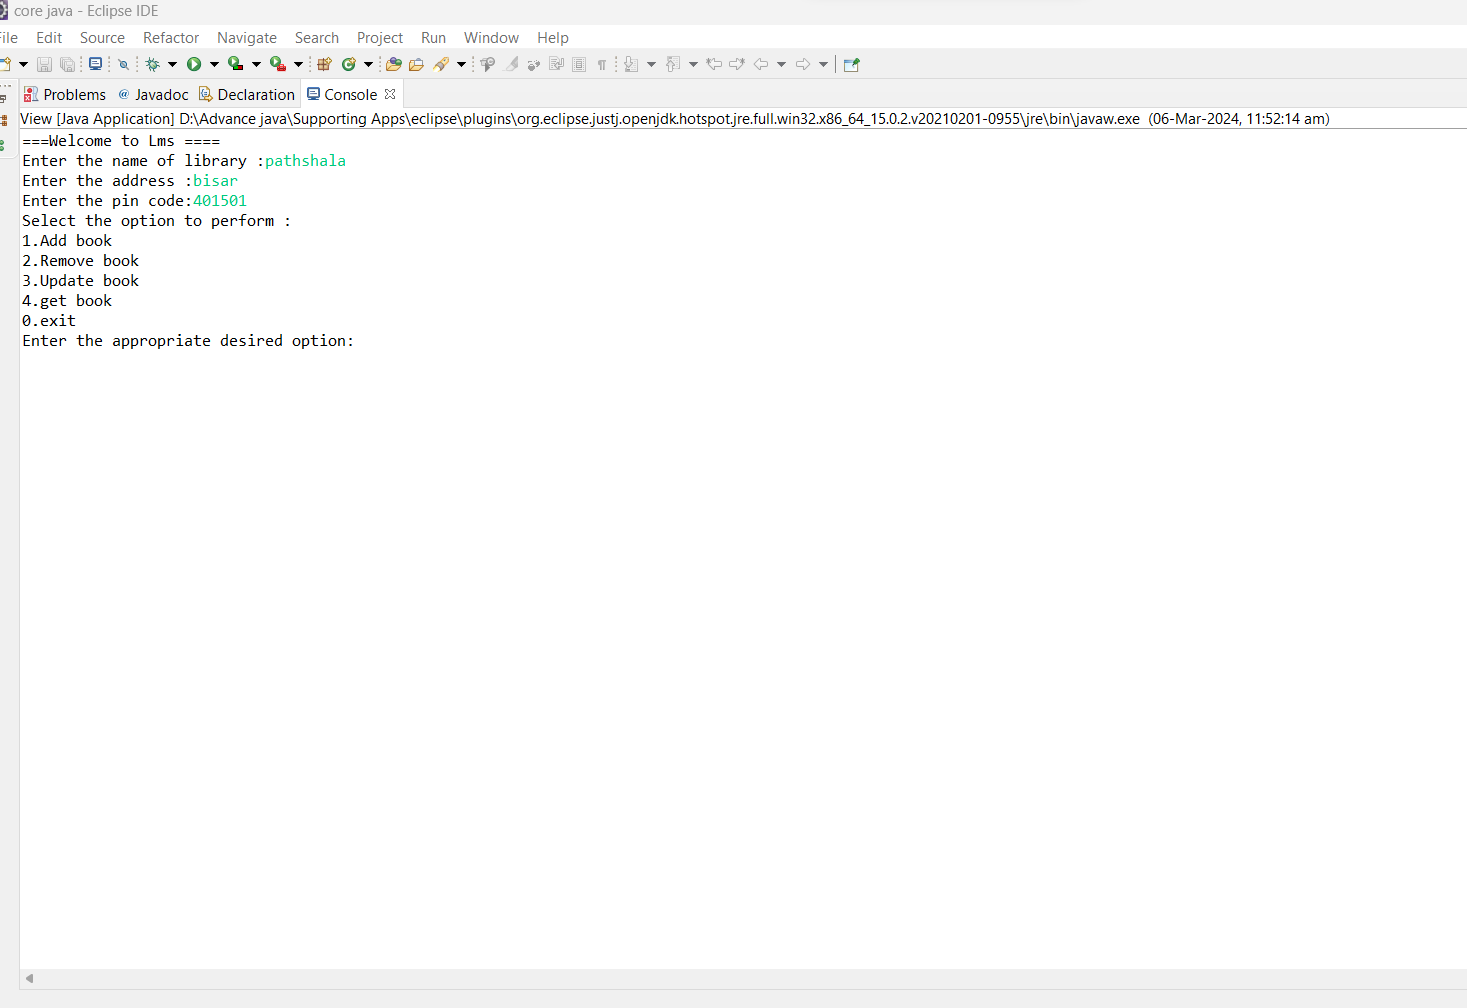 core java - Eclipse IDE
File Edit Source Refactor Navigate Search Project Run Window Help
Problems @ Javadoc Declaration Console
View [Java Application] D:\Advance java\Supporting Apps\eclipse\plugins\org.eclipse.justj.openjdk.hotspot.jre.full.win32.x86_64_15.0.2.v20210201-0955\jre\bin\javaw.exe (06-Mar-2024, 11:52:14 am)
===Welcome to Lms ====
Enter the name of library :pathshala
Enter the address :bisar
Enter the pin code:401501
Select the option to perform :
1.Add book
2.Remove book
3.Update book
4.get book
0.exit
Enter the appropriate desired option: